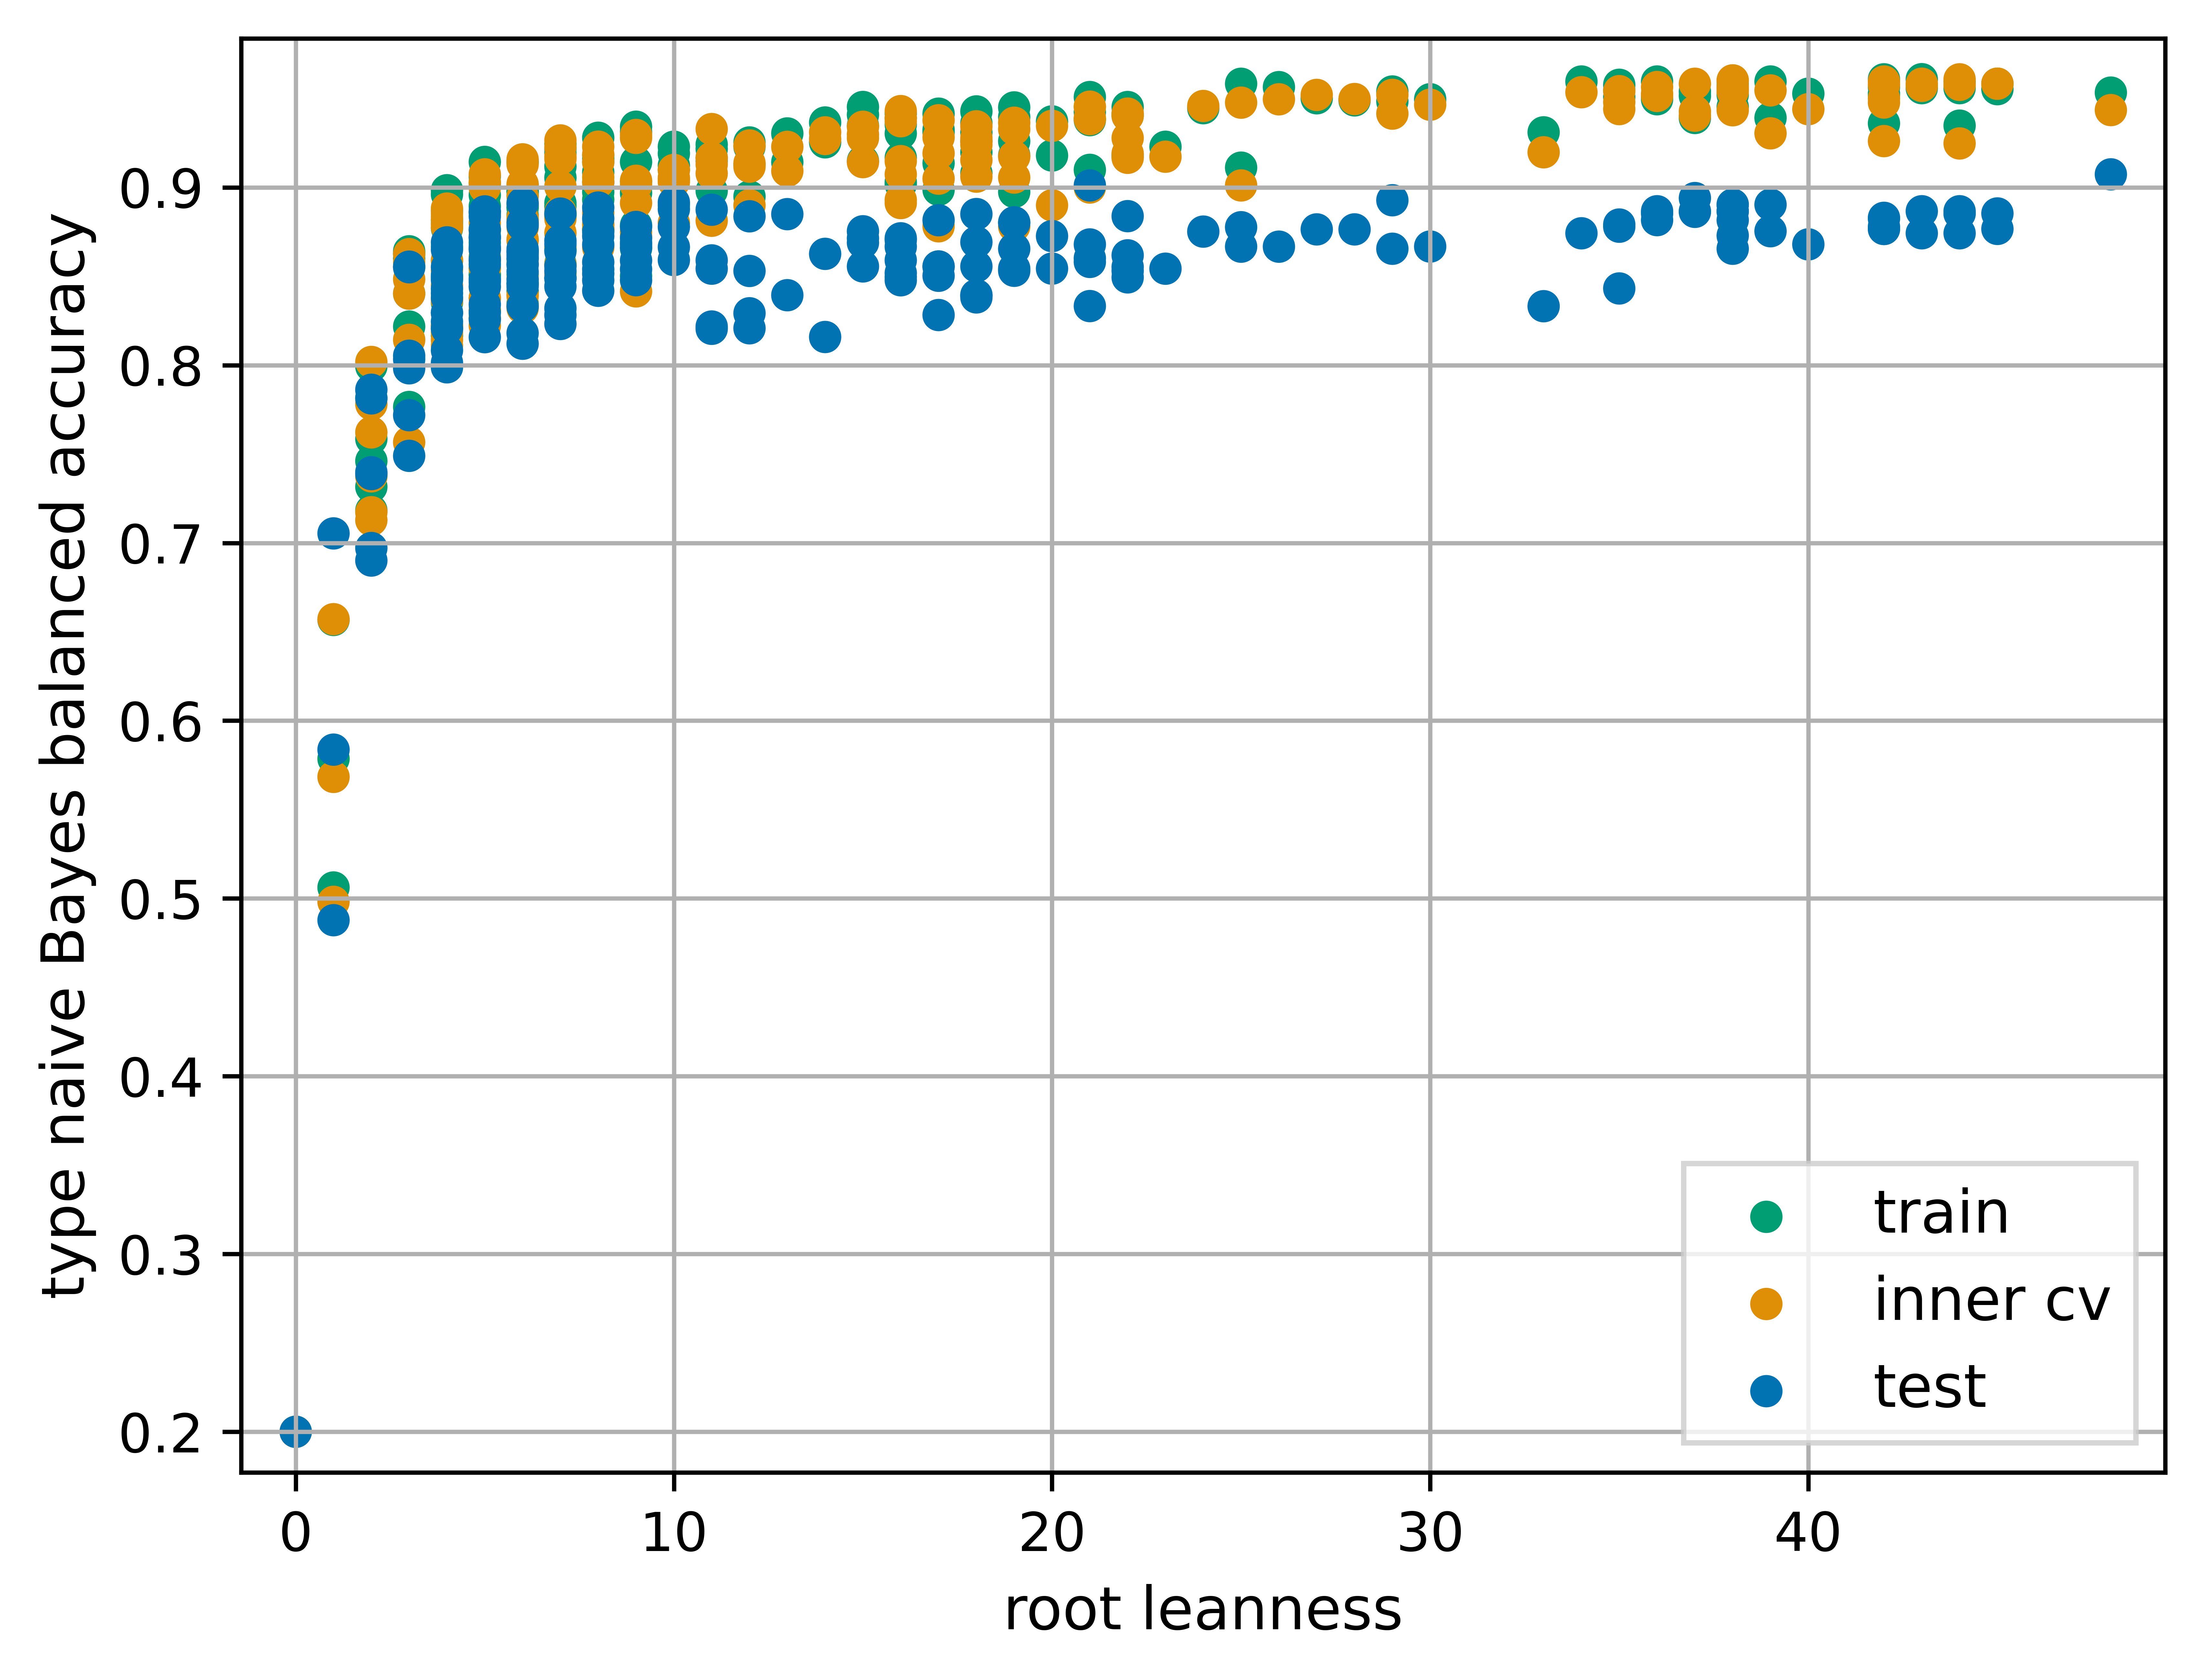 type naive Bayes balanced accuracy
0.9
0.8
0.7
0.6
0.5
0.4
0.3
0.2
train
inner cv
test
0 10 20 30 40
root leanness